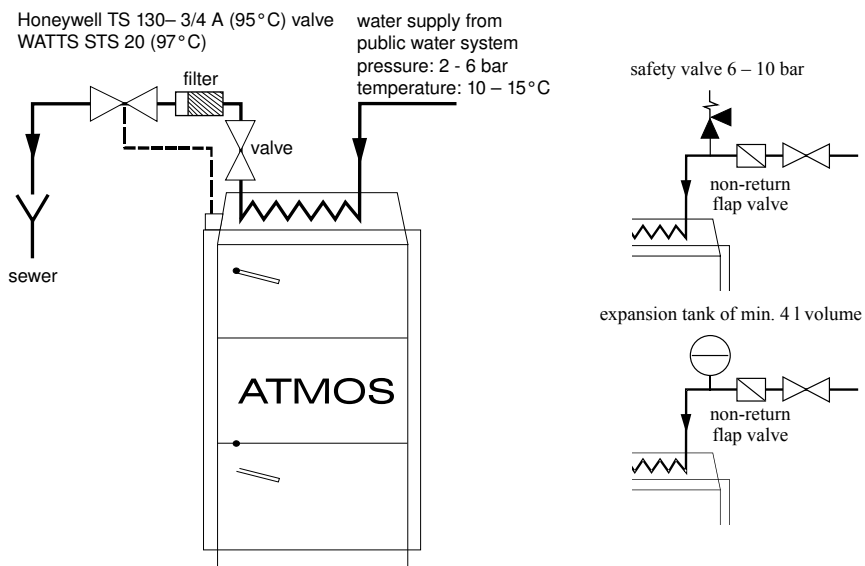 Honeywell TS 130– 3/4 A (95°C) valve
WATTS STS 20 (97°C)
water supply from
public water system
pressure: 2 - 6 bar
temperature: 10 – 15°C
filter
valve
sewer
ATMOS
safety valve 6 – 10 bar
non-return
flap valve
expansion tank of min. 4 l volume
non-return
flap valve